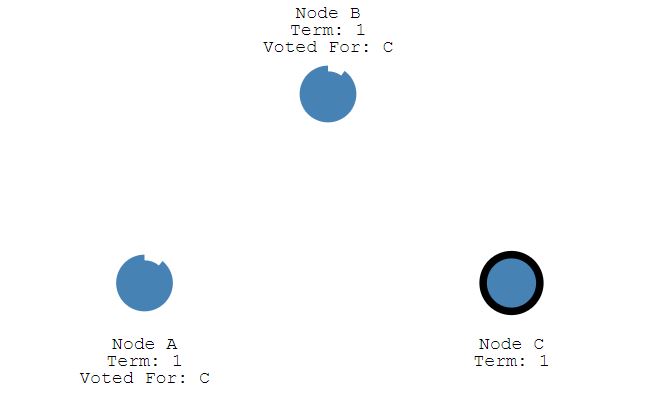 Node B
Term: 1
Voted For: C
Node A
Term: 1
Voted For: C
Node C
Term: 1